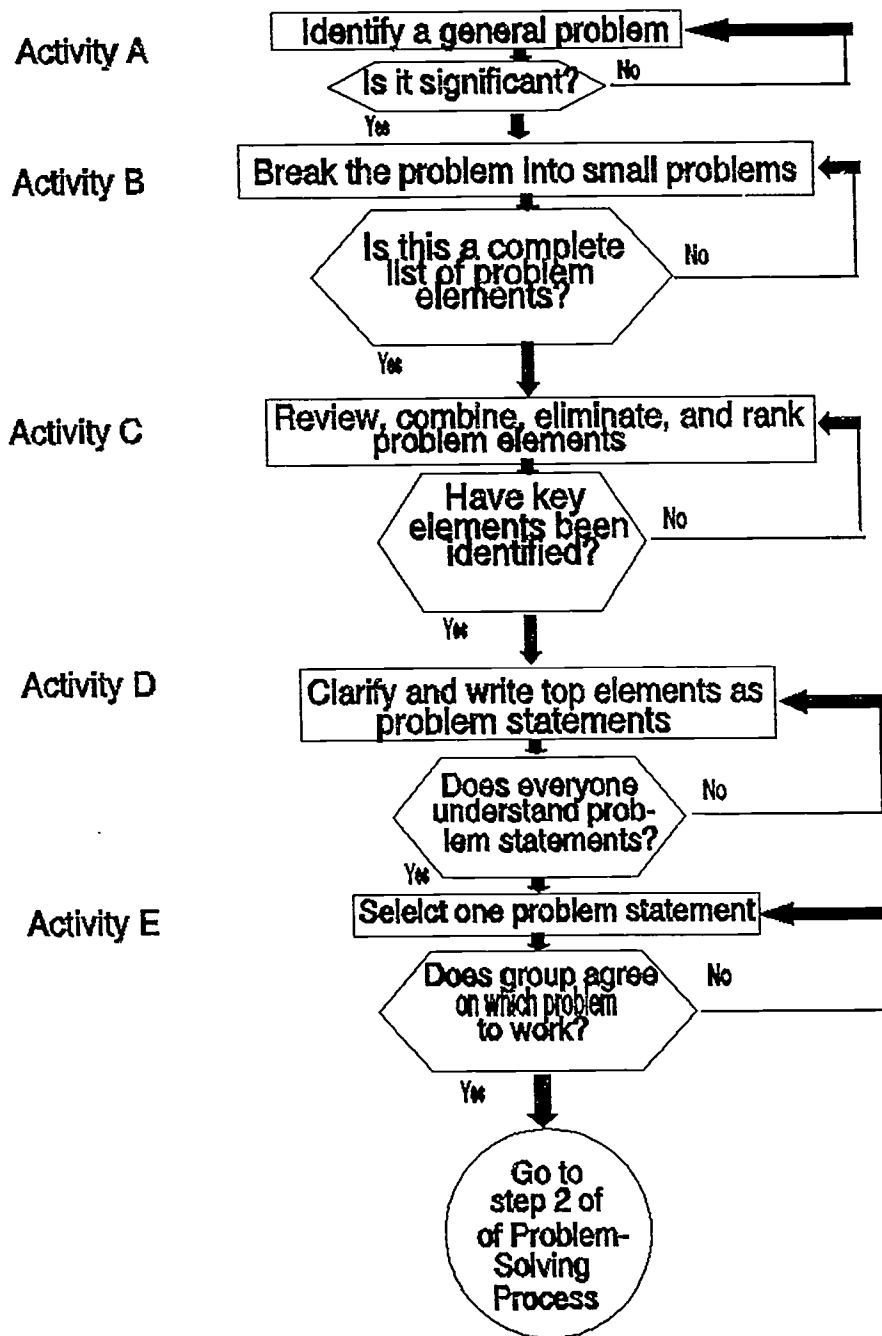 Activity A
Identify a general problem
Is it significant?
No
Yes
Activity B
Break the problem into small problems
Is this a complete
list of problem
elements?
No
Yes
Activity C
Review, combine, eliminate, and rank
problem elements
Have key
elements been
identified?
No
Yes
Activity D
Clarify and write top elements as
problem statements
Does everyone
understand prob-
lem statements?
No
Yes
Activity E
Selelct one problem statement
Does group agree
on which problem
to work?
No
Yes
Go to
step 2 of
of Problem-
Solving
Process